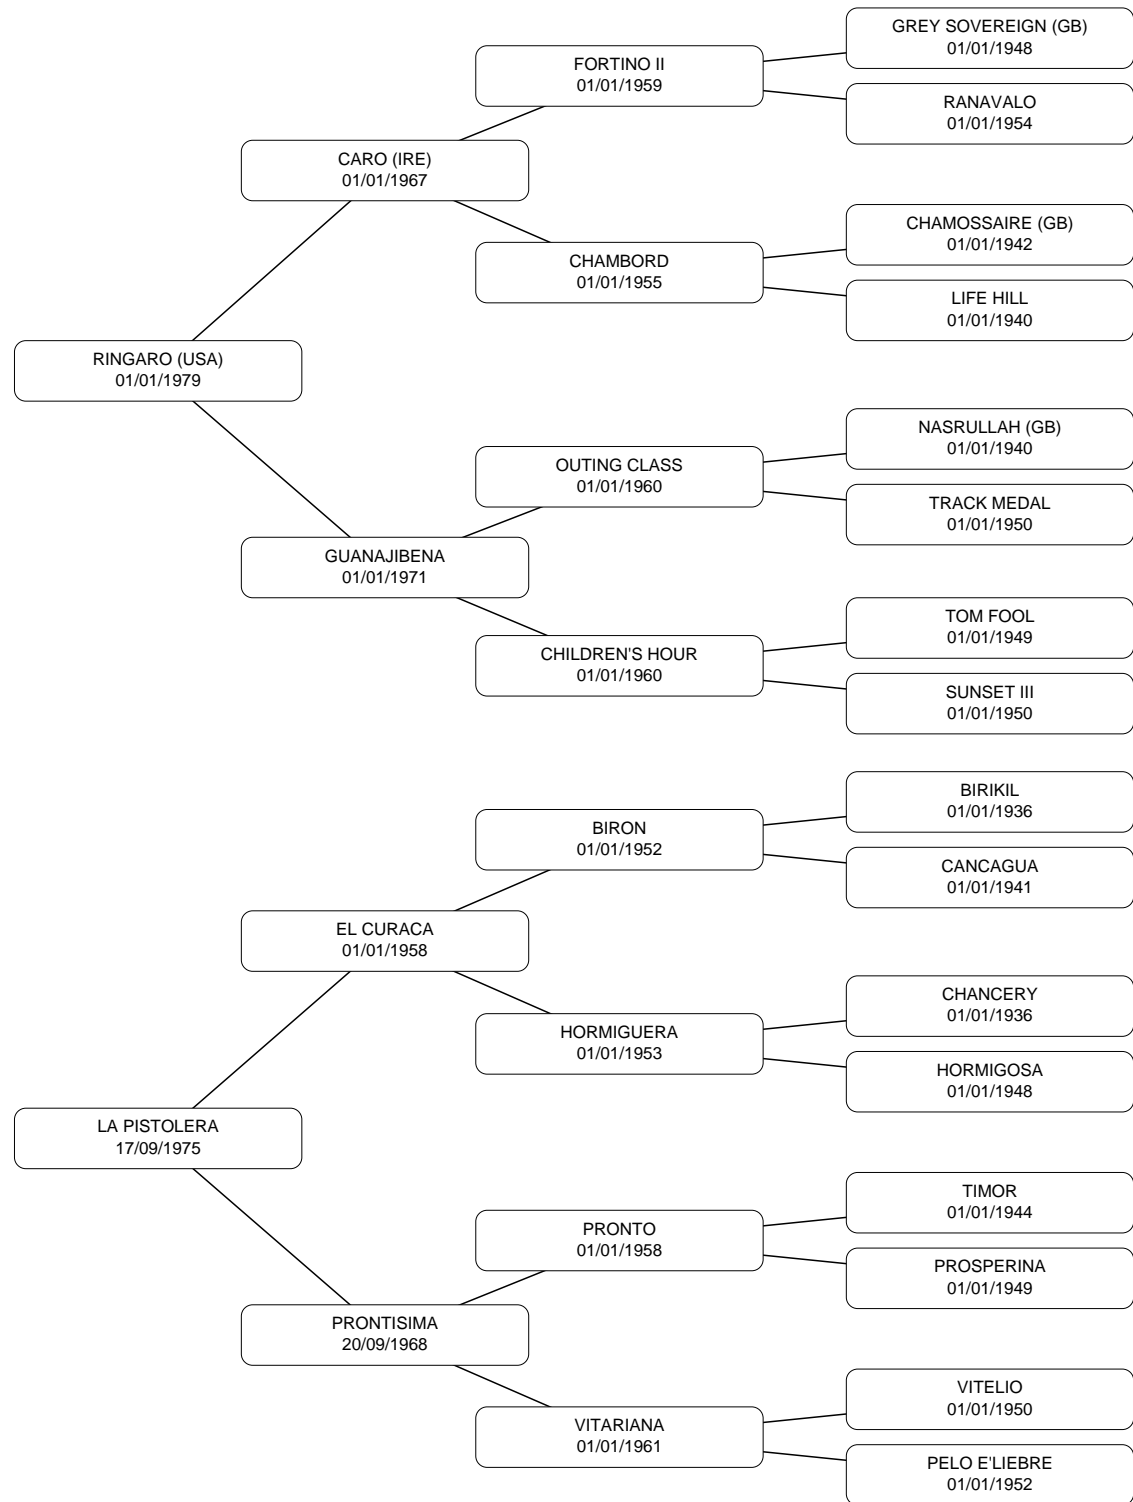 GREY SOVEREIGN (GB)
01/01/1948
FORTINO II
01/01/1959
RANAVALO
01/01/1954
CARO (IRE)
01/01/1967
CHAMOSSAIRE (GB)
01/01/1942
CHAMBORD
01/01/1955
LIFE HILL
01/01/1940
RINGARO (USA)
01/01/1979
NASRULLAH (GB)
01/01/1940
OUTING CLASS
01/01/1960
TRACK MEDAL
01/01/1950
GUANAJIBENA
01/01/1971
TOM FOOL
01/01/1949
CHILDREN'S HOUR
01/01/1960
SUNSET III
01/01/1950
BIRIKIL
01/01/1936
BIRON
01/01/1952
CANCAGUA
01/01/1941
EL CURACA
01/01/1958
CHANCERY
01/01/1936
HORMIGUERA
01/01/1953
HORMIGOSA
01/01/1948
LA PISTOLERA
17/09/1975
TIMOR
01/01/1944
PRONTO
01/01/1958
PROSPERINA
01/01/1949
PRONTISIMA
20/09/1968
VITELIO
01/01/1950
VITARIANA
01/01/1961
PELO E'LIEBRE
01/01/1952